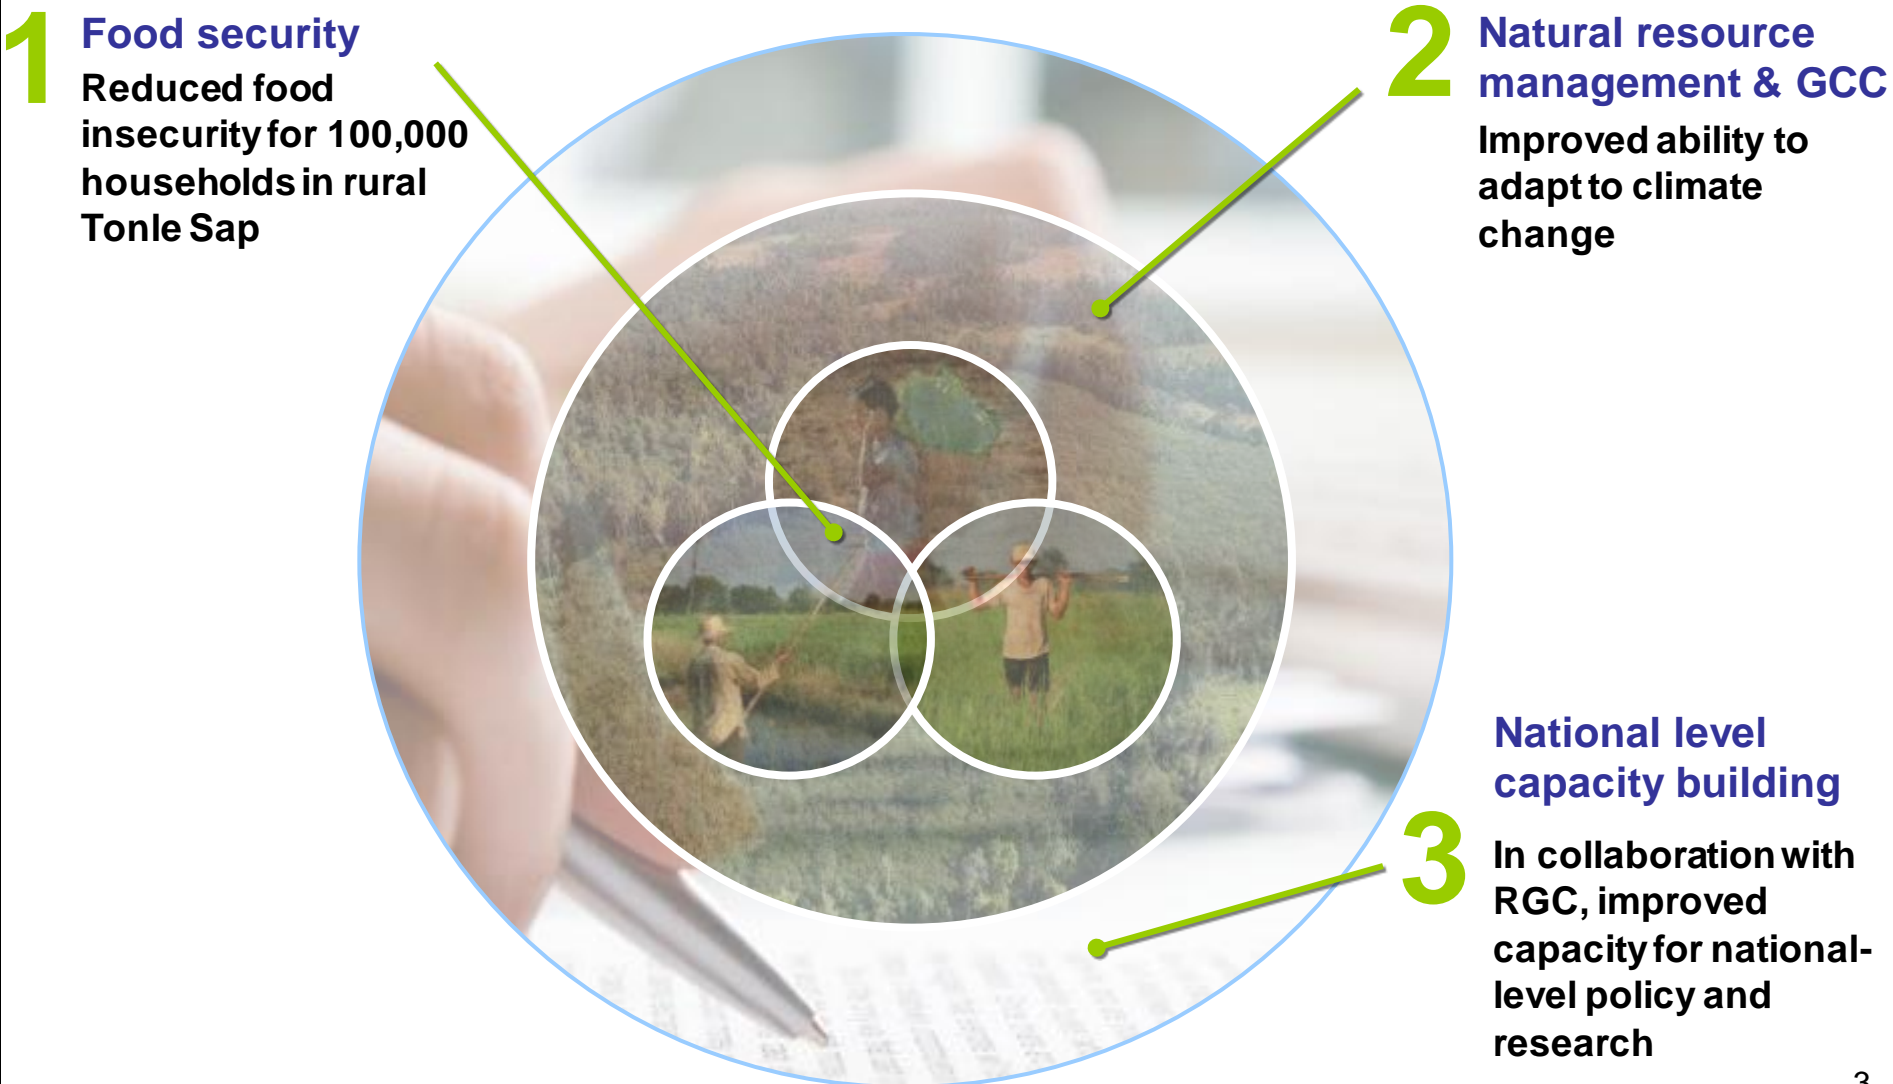 1
Food security
Reduced food
insecurity for 100,000
households in rural
Tonle Sap
2
Natural resource
management & GCC
Improved ability to
adapt to climate
change
National level
capacity building
3
In collaboration with
RGC, improved
capacity for national-
level policy and
research
3